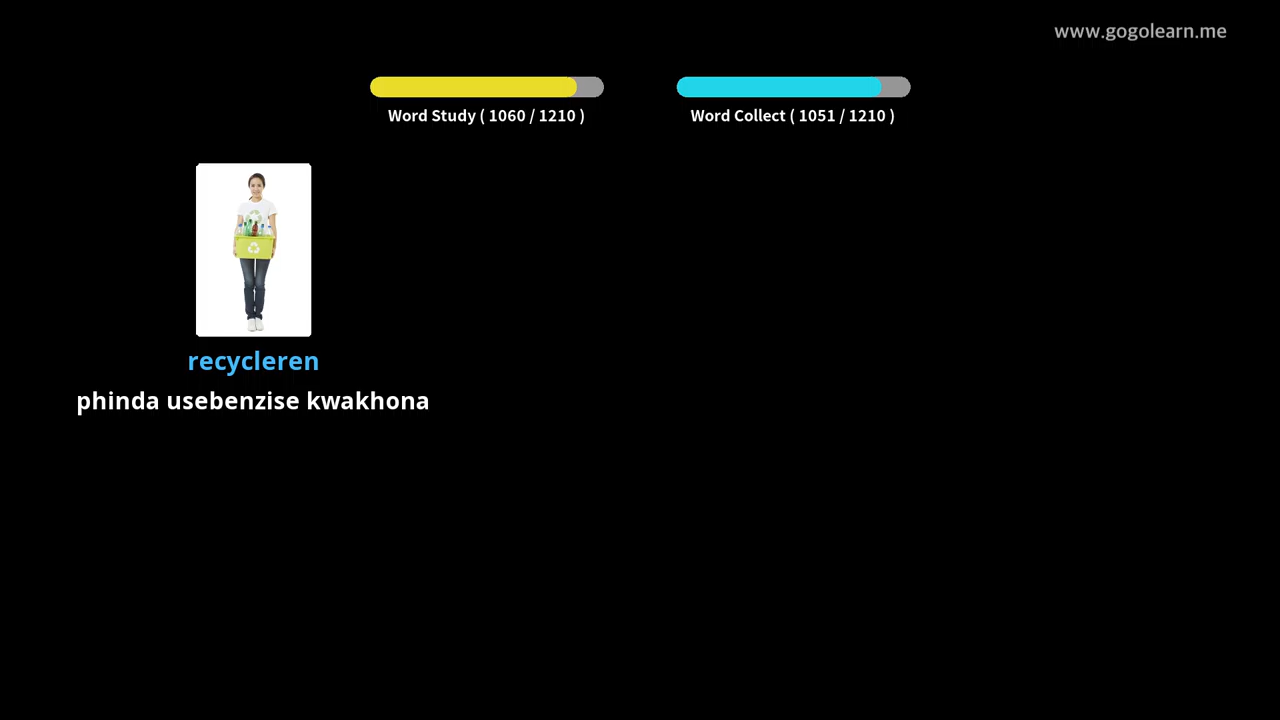 www.gogolearn.me
Word Study ( 1060 / 1210 )
Word Collect ( 1051 / 1210 )
recycleren
phinda usebenzise kwakhona